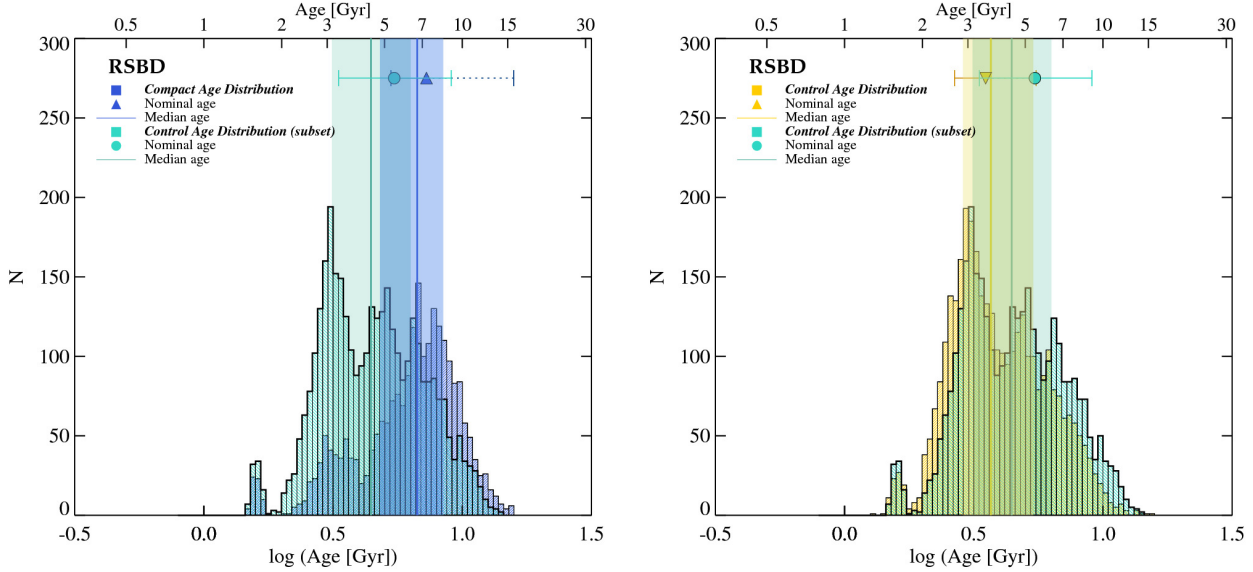 Age [Gyr]
0.5 1 2 3 5 7 10 15 30
300
250
200
150
100
50
0
N
RSBD
Compact Age Distribution
Nominal age
Median age
Control Age Distribution (subset)
Nominal age
Median age
-0.5 0.0 0.5 1.0 1.5
log (Age [Gyr])
Age [Gyr]
0.5 1 2 3 5 7 10 15 30
300
250
200
150
100
50
0
N
RSBD
Control Age Distribution
Nominal age
Median age
Control Age Distribution (subset)
Nominal age
Median age
-0.5 0.0 0.5 1.0 1.5
log (Age [Gyr])